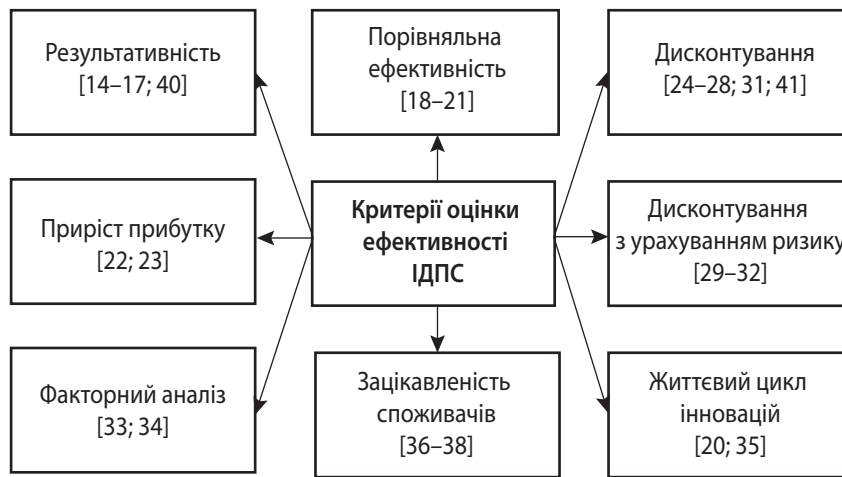 Результативність
[14–17; 40]
Порівняльна
ефективність
[18–21]
Дисконтування
[24–28; 31; 41]
Приріст прибутку
[22; 23]
Критерії оцінки
ефективності
ІДПС
Дисконтування
з урахуванням ризику
[29–32]
Факторний аналіз
[33; 34]
Зацікавленість
споживачів
[36–38]
Життєвий цикл
інновацій
[20; 35]